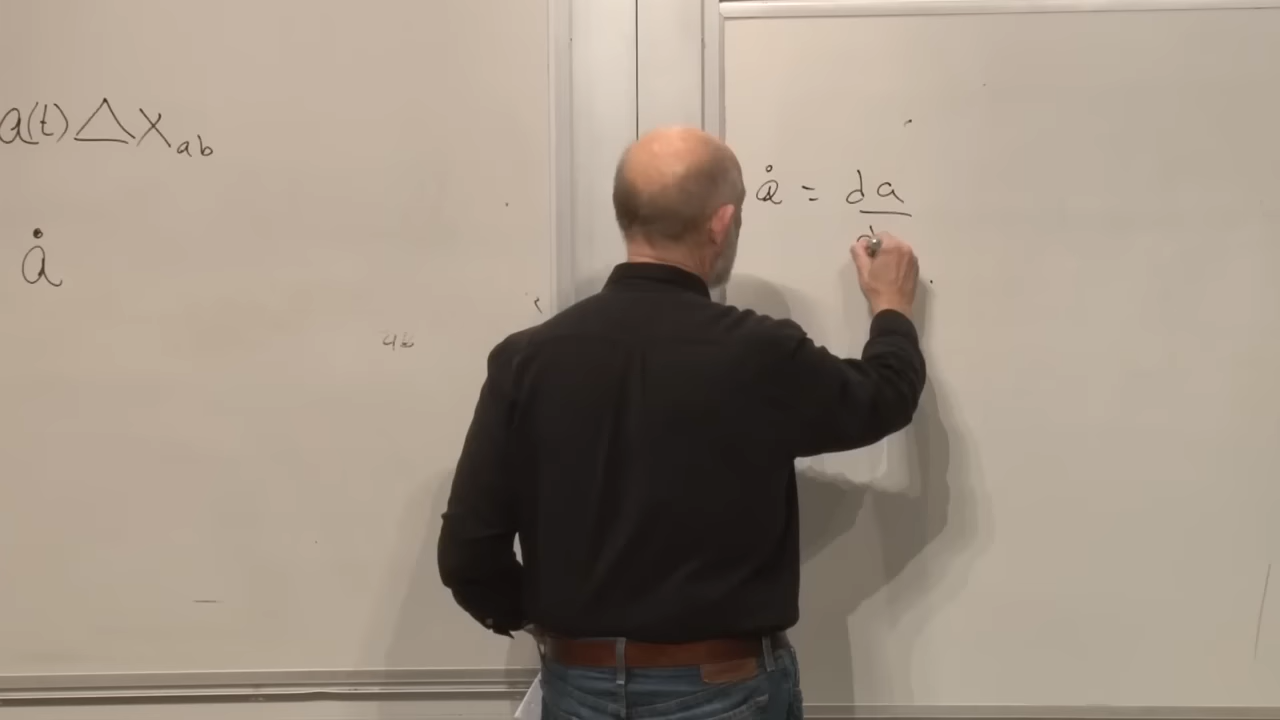 a(t) △X_ab
ȧ
ȧ = da
d